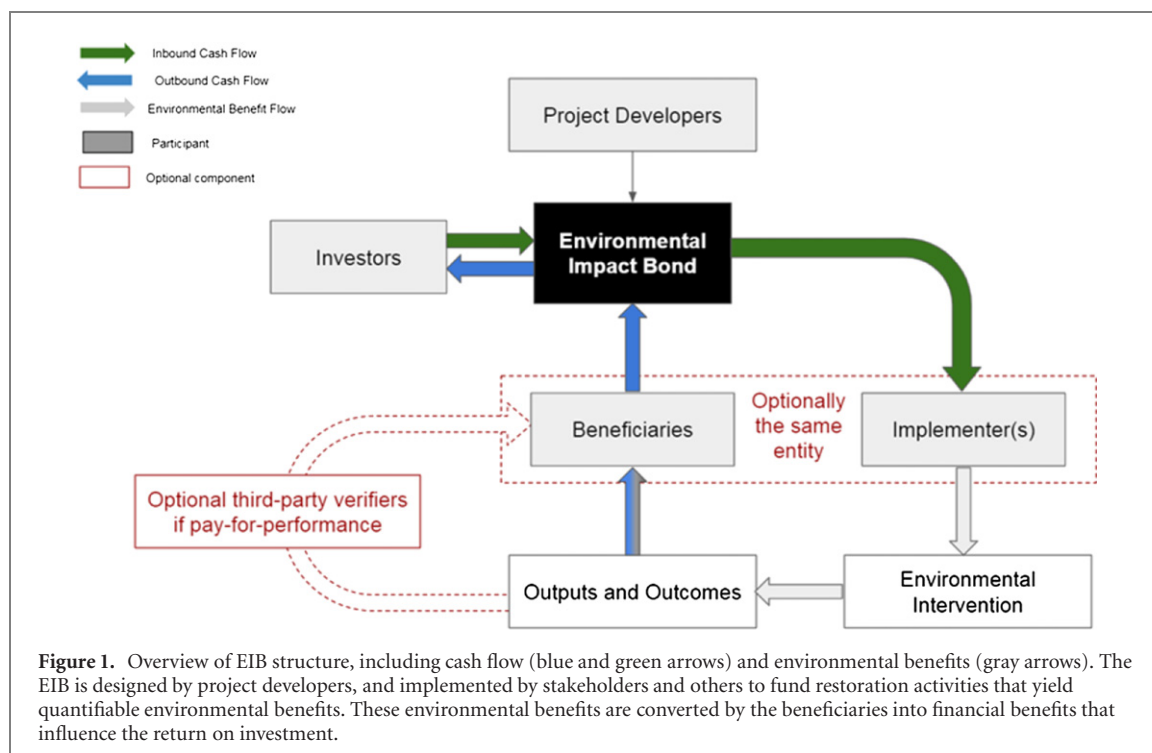 Inbound Cash Flow
Outbound Cash Flow
Environmental Benefit Flow
Participant
Optional component
Project Developers
Investors
Environmental
Impact Bond
Beneficiaries
Optionally
the same
entity
Implementer(s)
Optional third-party verifiers
if pay-for-performance
Outputs and Outcomes
Environmental
Intervention
Figure 1. Overview of EIB structure, including cash flow (blue and green arrows) and environmental benefits (gray arrows). The
EIB is designed by project developers, and implemented by stakeholders and others to fund restoration activities that yield
quantifiable environmental benefits. These environmental benefits are converted by the beneficiaries into financial benefits that
influence the return on investment.